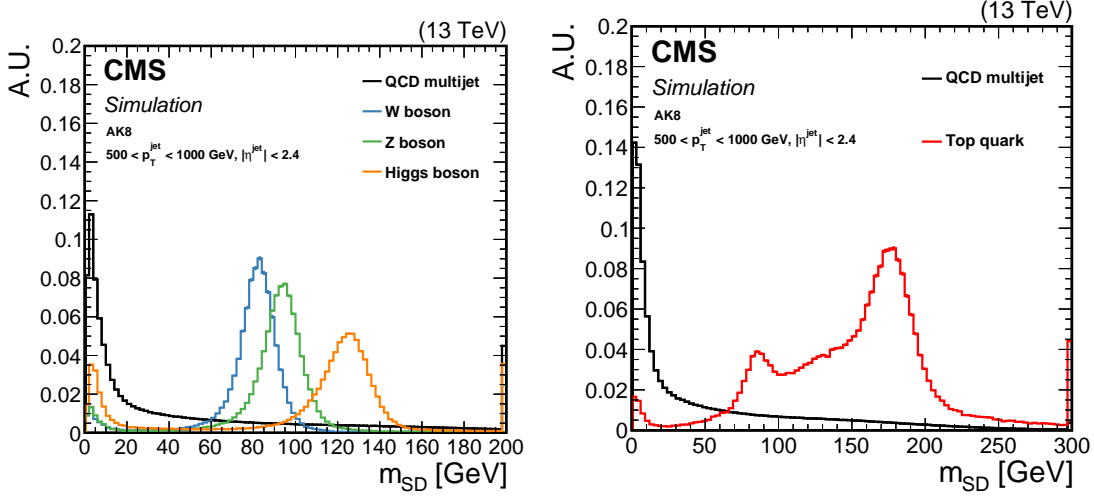 (13 TeV)
A.U.
0.2
0.18
0.16
0.14
0.12
0.1
0.08
0.06
0.04
0.02
0
CMS
Simulation
AK8
500 < p_T^jet < 1000 GeV, |η^jet| < 2.4
QCD multijet
W boson
Z boson
Higgs boson
0 20 40 60 80 100 120 140 160 180 200
m_SD [GeV]
(13 TeV)
A.U.
0.2
0.18
0.16
0.14
0.12
0.1
0.08
0.06
0.04
0.02
0
CMS
Simulation
AK8
500 < p_T^jet < 1000 GeV, |η^jet| < 2.4
QCD multijet
Top quark
0 50 100 150 200 250 300
m_SD [GeV]